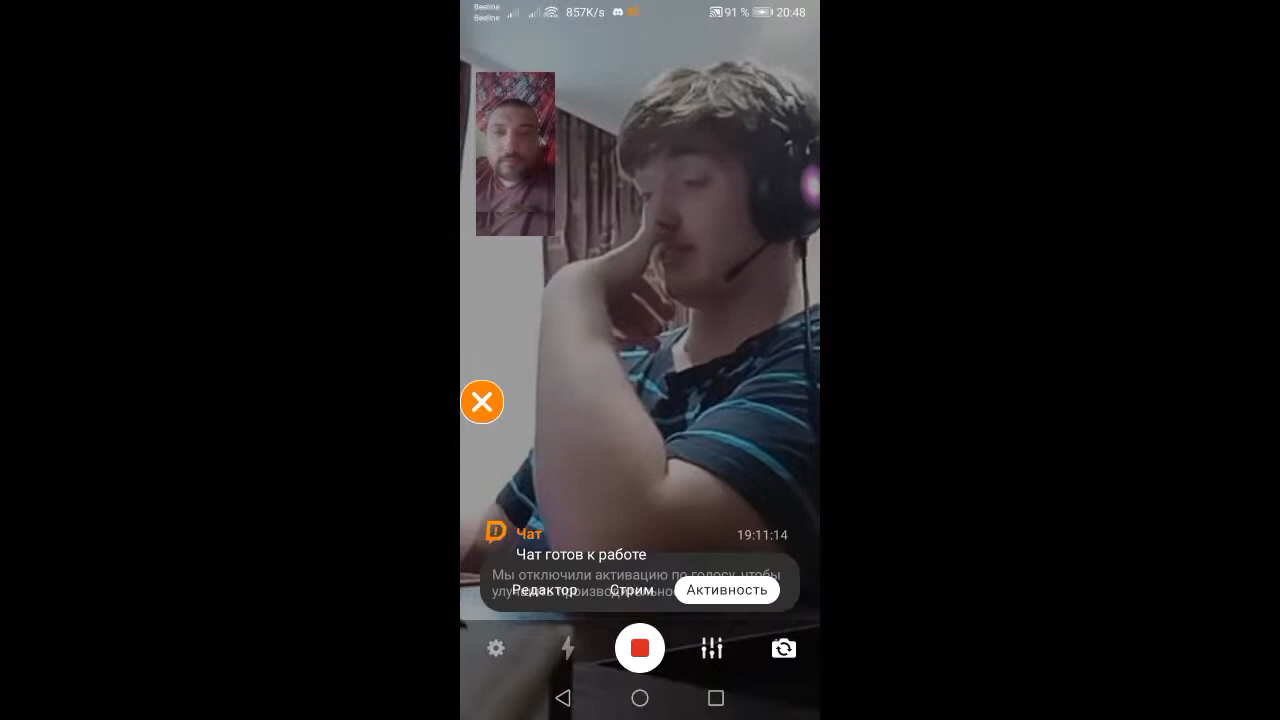 Beeline
Beeline
857K/s
91 %
20:48
Чат
19:11:14
Чат готов к работе
Мы отключили активацию по голосу, чтобы
Редактор
Стрим
Активность